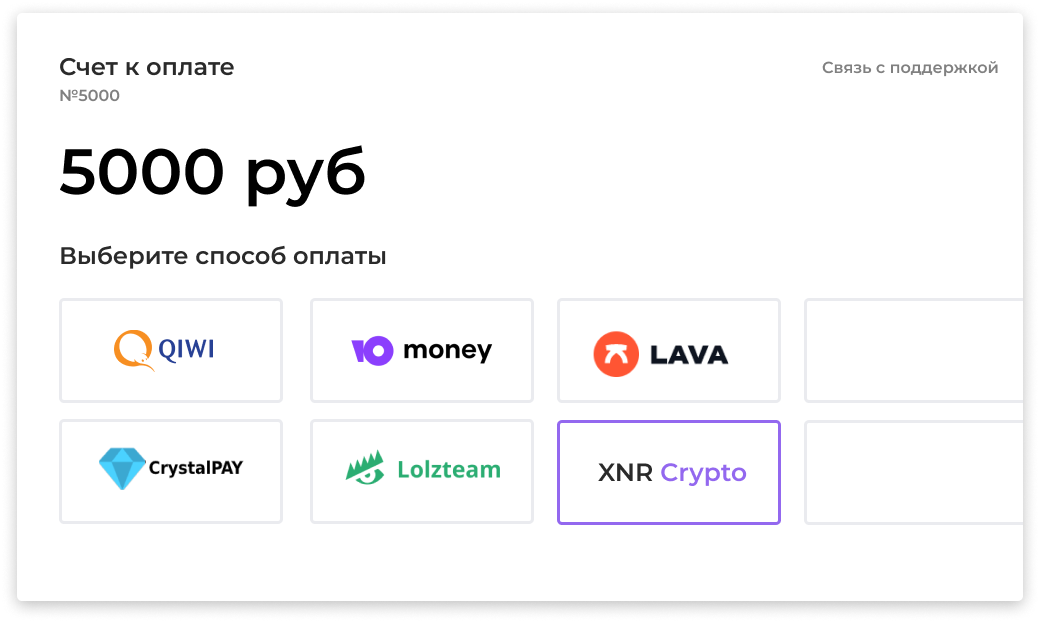 Счет к оплате
Связь с поддержкой
№5000
5000 руб
Выберите способ оплаты
QIWI
Ю money
LAVA
CrystalPAY
Lolzteam
XNR Crypto